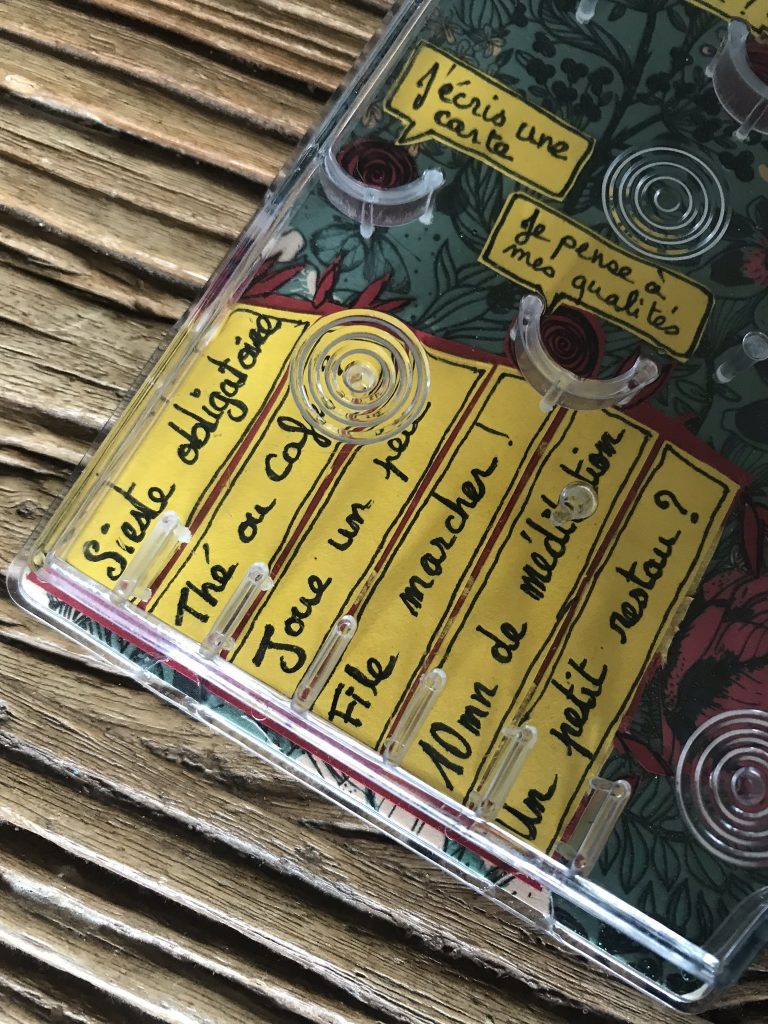 J'écris une
carte
Je pense à
mes qualités
Sieste obligatoire
Thé ou
Joue un peu
File marcher !
10mn de méditation
Un petit restau ?